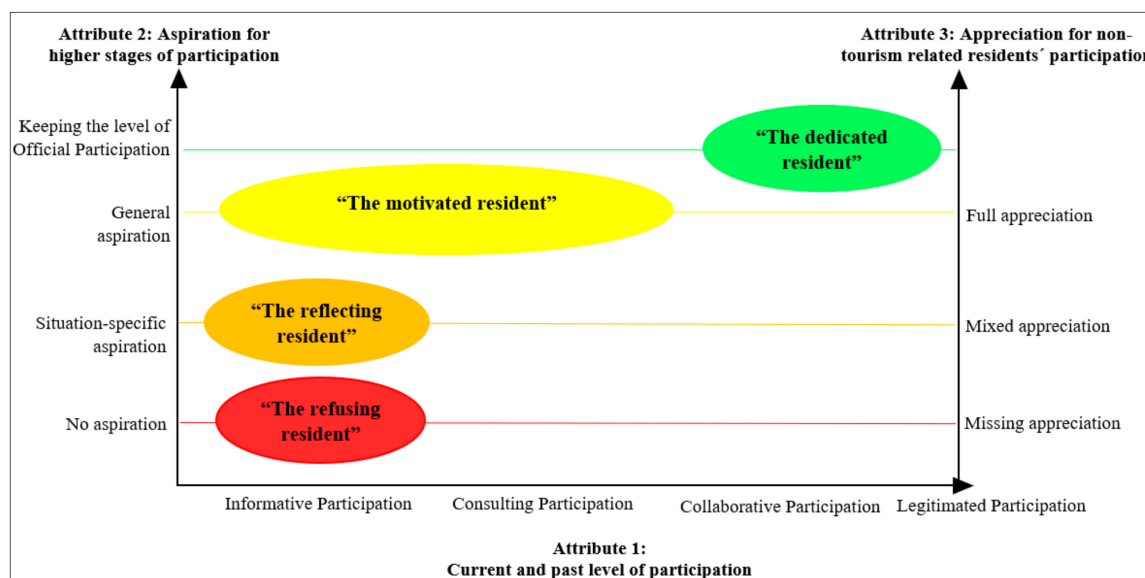 Attribute 2: Aspiration for
higher stages of participation
Attribute 3: Appreciation for non-
tourism related residents´ participation
Keeping the level of
Official Participation
“The dedicated
resident”
“The motivated resident”
General
aspiration
Full appreciation
“The reflecting
resident”
Situation-specific
aspiration
Mixed appreciation
“The refusing
resident”
No aspiration
Missing appreciation
Informative Participation
Consulting Participation
Collaborative Participation
Legitimated Participation
Attribute 1:
Current and past level of participation